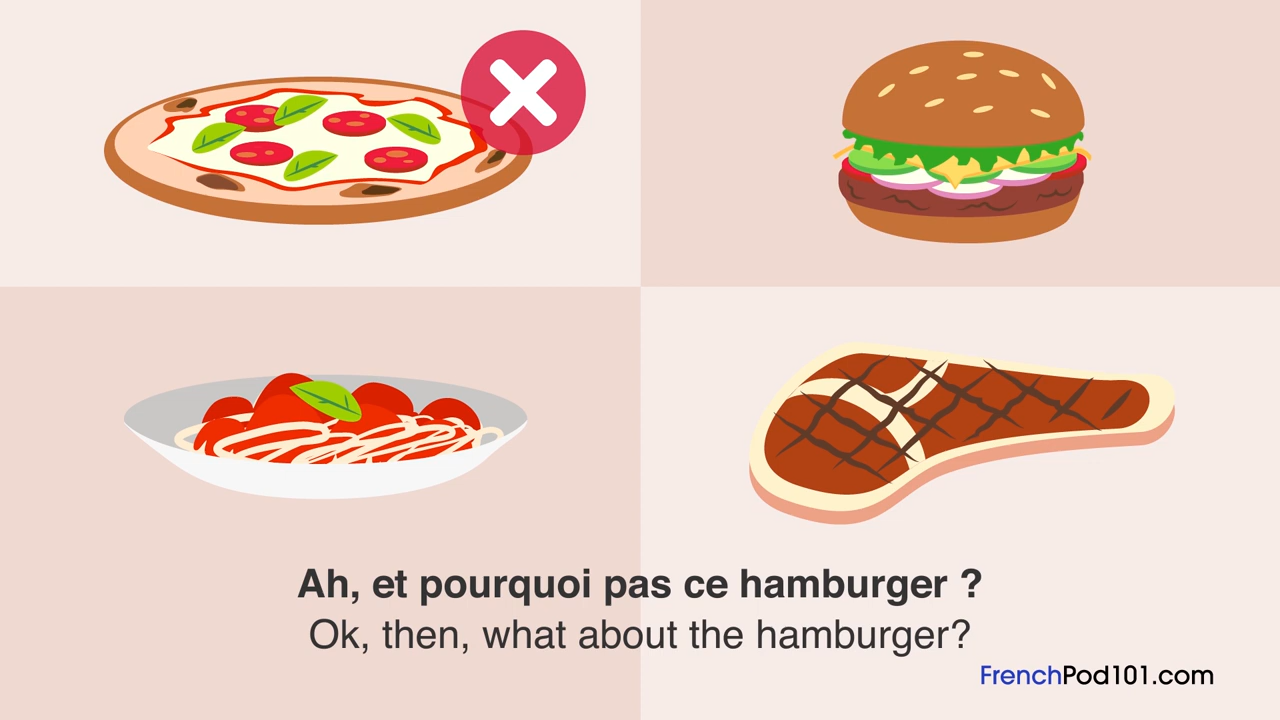 Ah, et pourquoi pas ce hamburger ?
Ok, then, what about the hamburger?
FrenchPod101.com